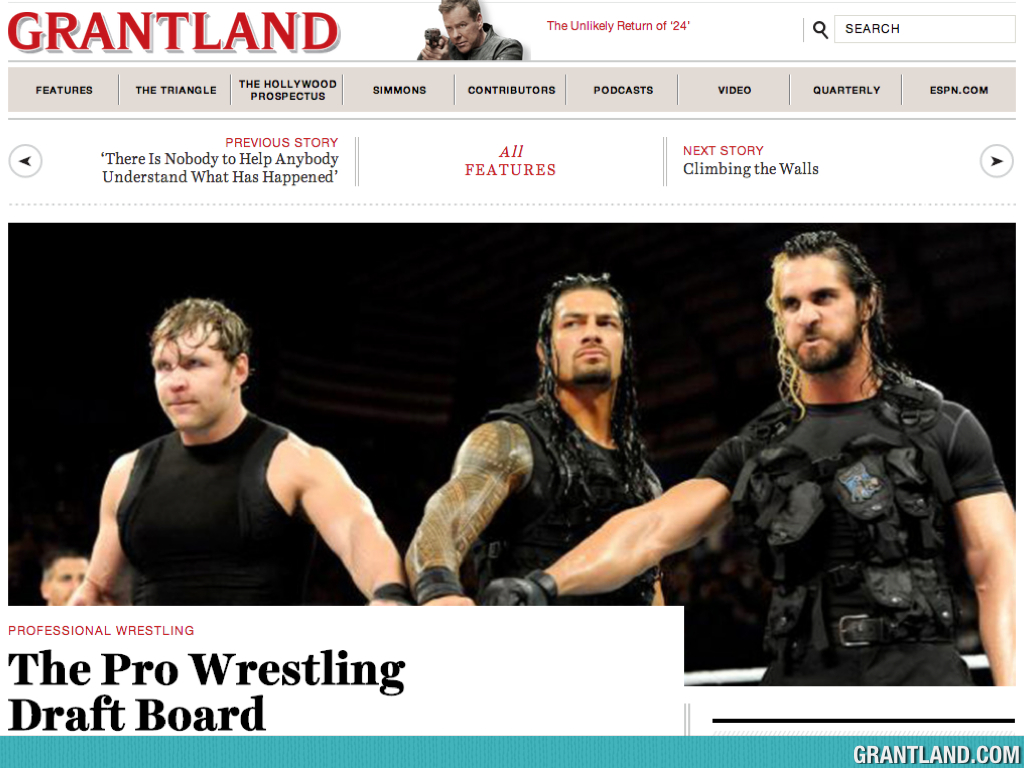 GRANTLAND
The Unlikely Return of ‘24’
SEARCH
FEATURES
THE TRIANGLE
THE HOLLYWOOD
PROSPECTUS
SIMMONS
CONTRIBUTORS
PODCASTS
VIDEO
QUARTERLY
ESPN.COM
PREVIOUS STORY
‘There Is Nobody to Help Anybody
Understand What Has Happened’
All
FEATURES
NEXT STORY
Climbing the Walls
PROFESSIONAL WRESTLING
The Pro Wrestling
Draft Board
GRANTLAND.COM